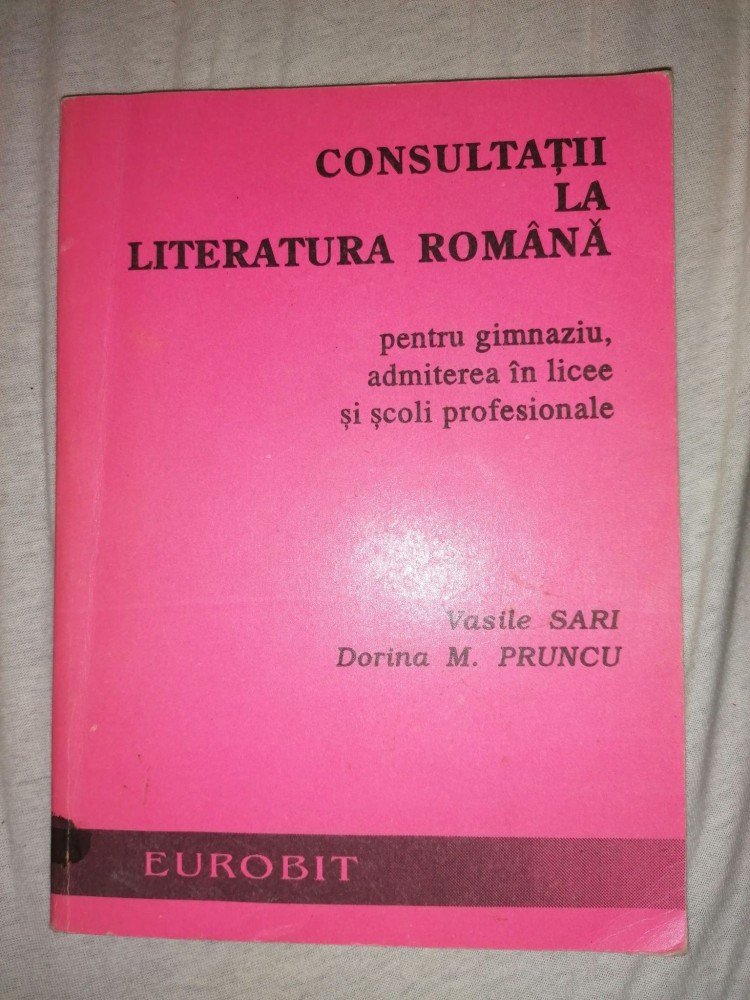 CONSULTAȚII
LA
LITERATURA ROMÂNĂ
pentru gimnaziu,
admiterea în licee
și școli profesionale
Vasile SARI
Dorina M. PRUNCU
EUROBIT